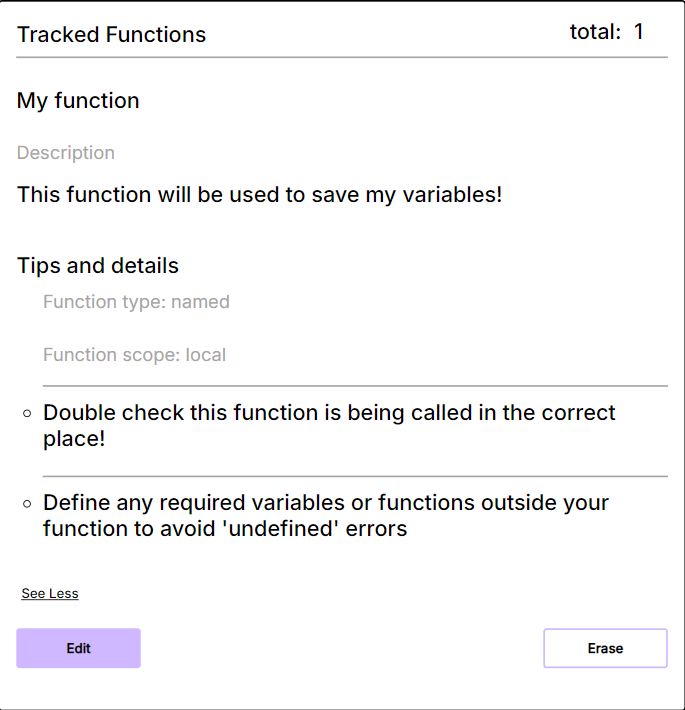 Tracked Functions total: 1
My function
Description
This function will be used to save my variables!
Tips and details
Function type: named
Function scope: local
Double check this function is being called in the correct
place!
Define any required variables or functions outside your
function to avoid 'undefined' errors
See Less
Edit Erase